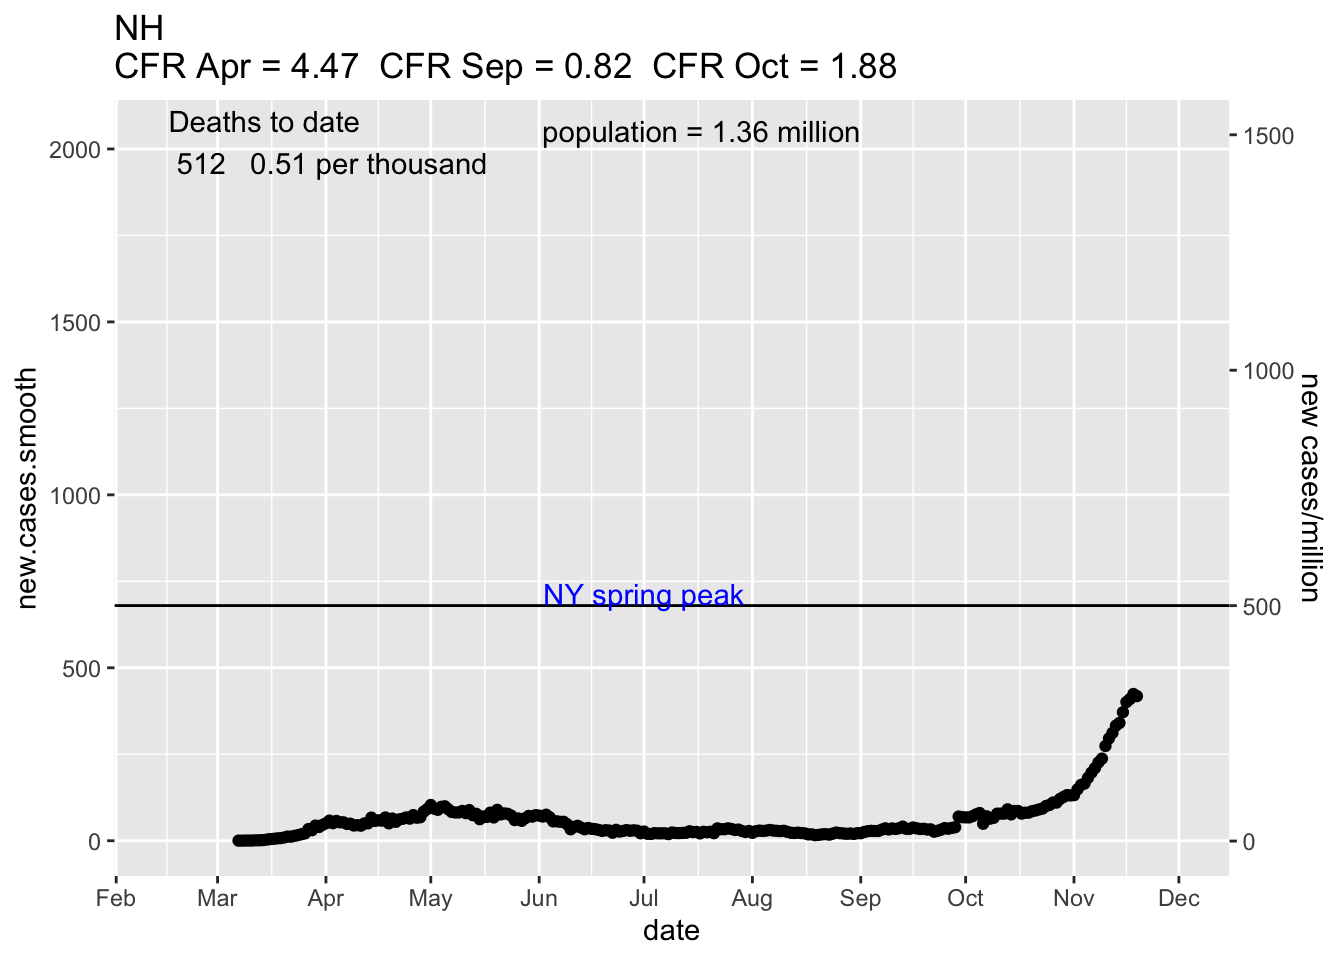 NH
CFR Apr = 4.47  CFR Sep = 0.82  CFR Oct = 1.88
Deaths to date
512   0.51 per thousand
population = 1.36 million
NY spring peak
new.cases.smooth
2000
1500
1000
500
0
1500
1000
500
0
new cases/million
Feb Mar Apr May Jun Jul Aug Sep Oct Nov Dec
date